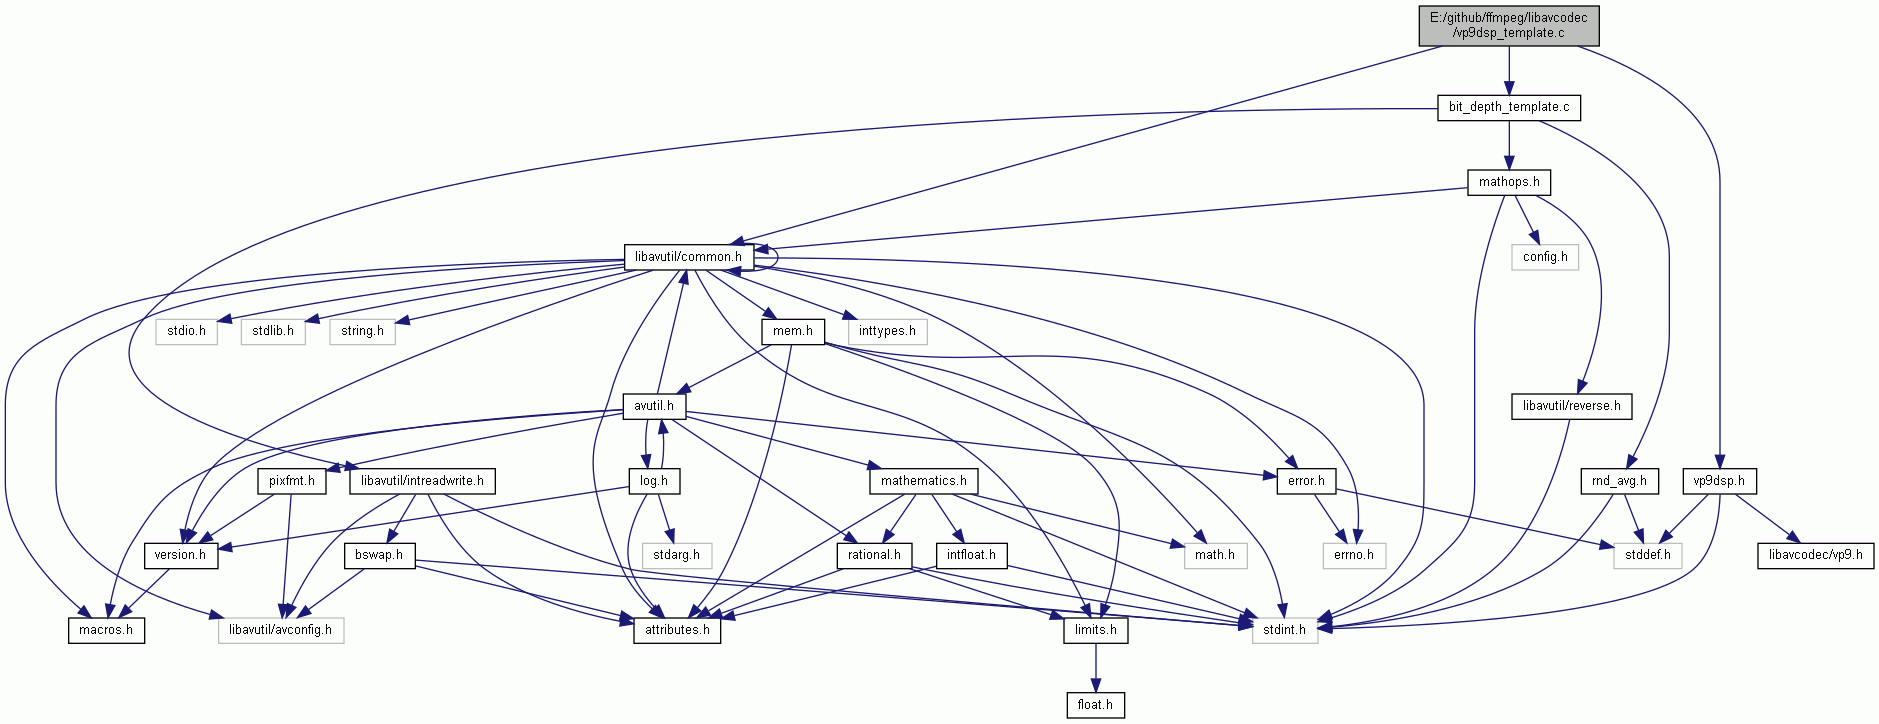 E:/github/ffmpeg/libavcodec
/vp9dsp_template.c
bit_depth_template.c
mathops.h
libavutil/common.h
config.h
stdio.h
stdlib.h
string.h
mem.h
inttypes.h
avutil.h
libavutil/reverse.h
pixfmt.h
libavutil/intreadwrite.h
log.h
mathematics.h
error.h
rnd_avg.h
vp9dsp.h
version.h
bswap.h
stdarg.h
rational.h
intfloat.h
math.h
errno.h
stddef.h
libavcodec/vp9.h
macros.h
libavutil/avconfig.h
attributes.h
limits.h
stdint.h
float.h